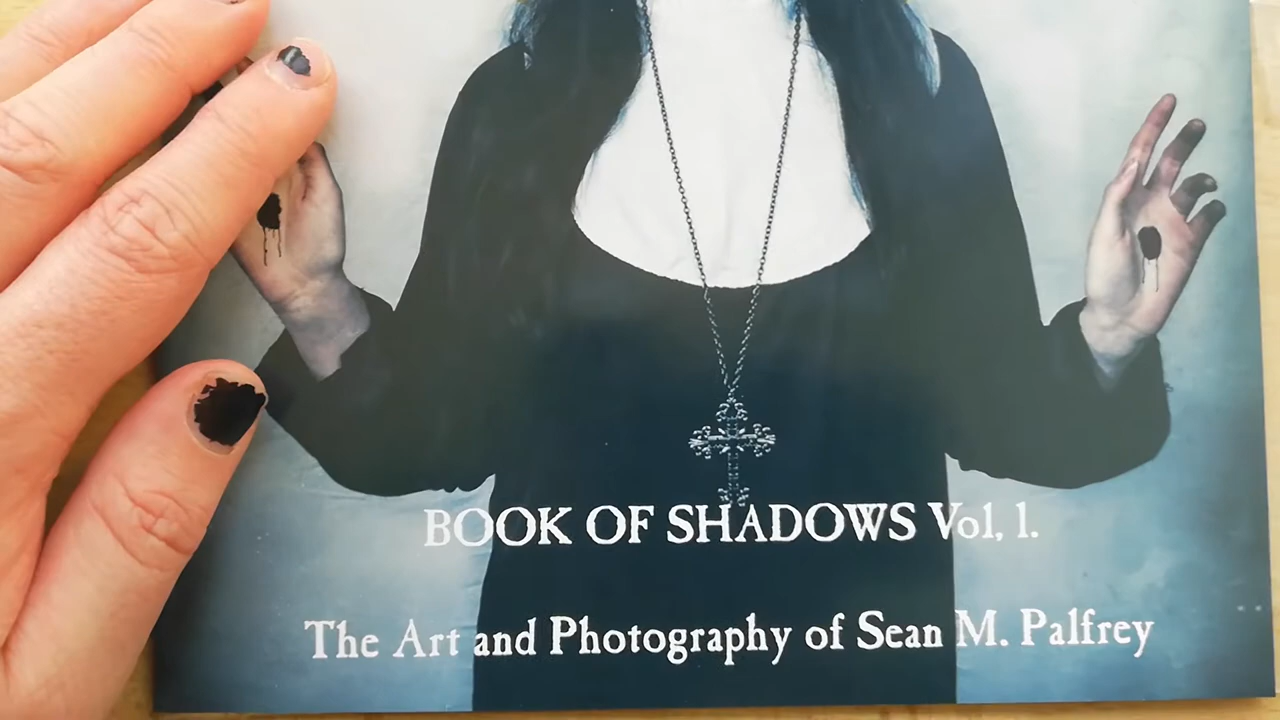 BOOK OF SHADOWS Vol, 1.
The Art and Photography of Sean M. Palfrey